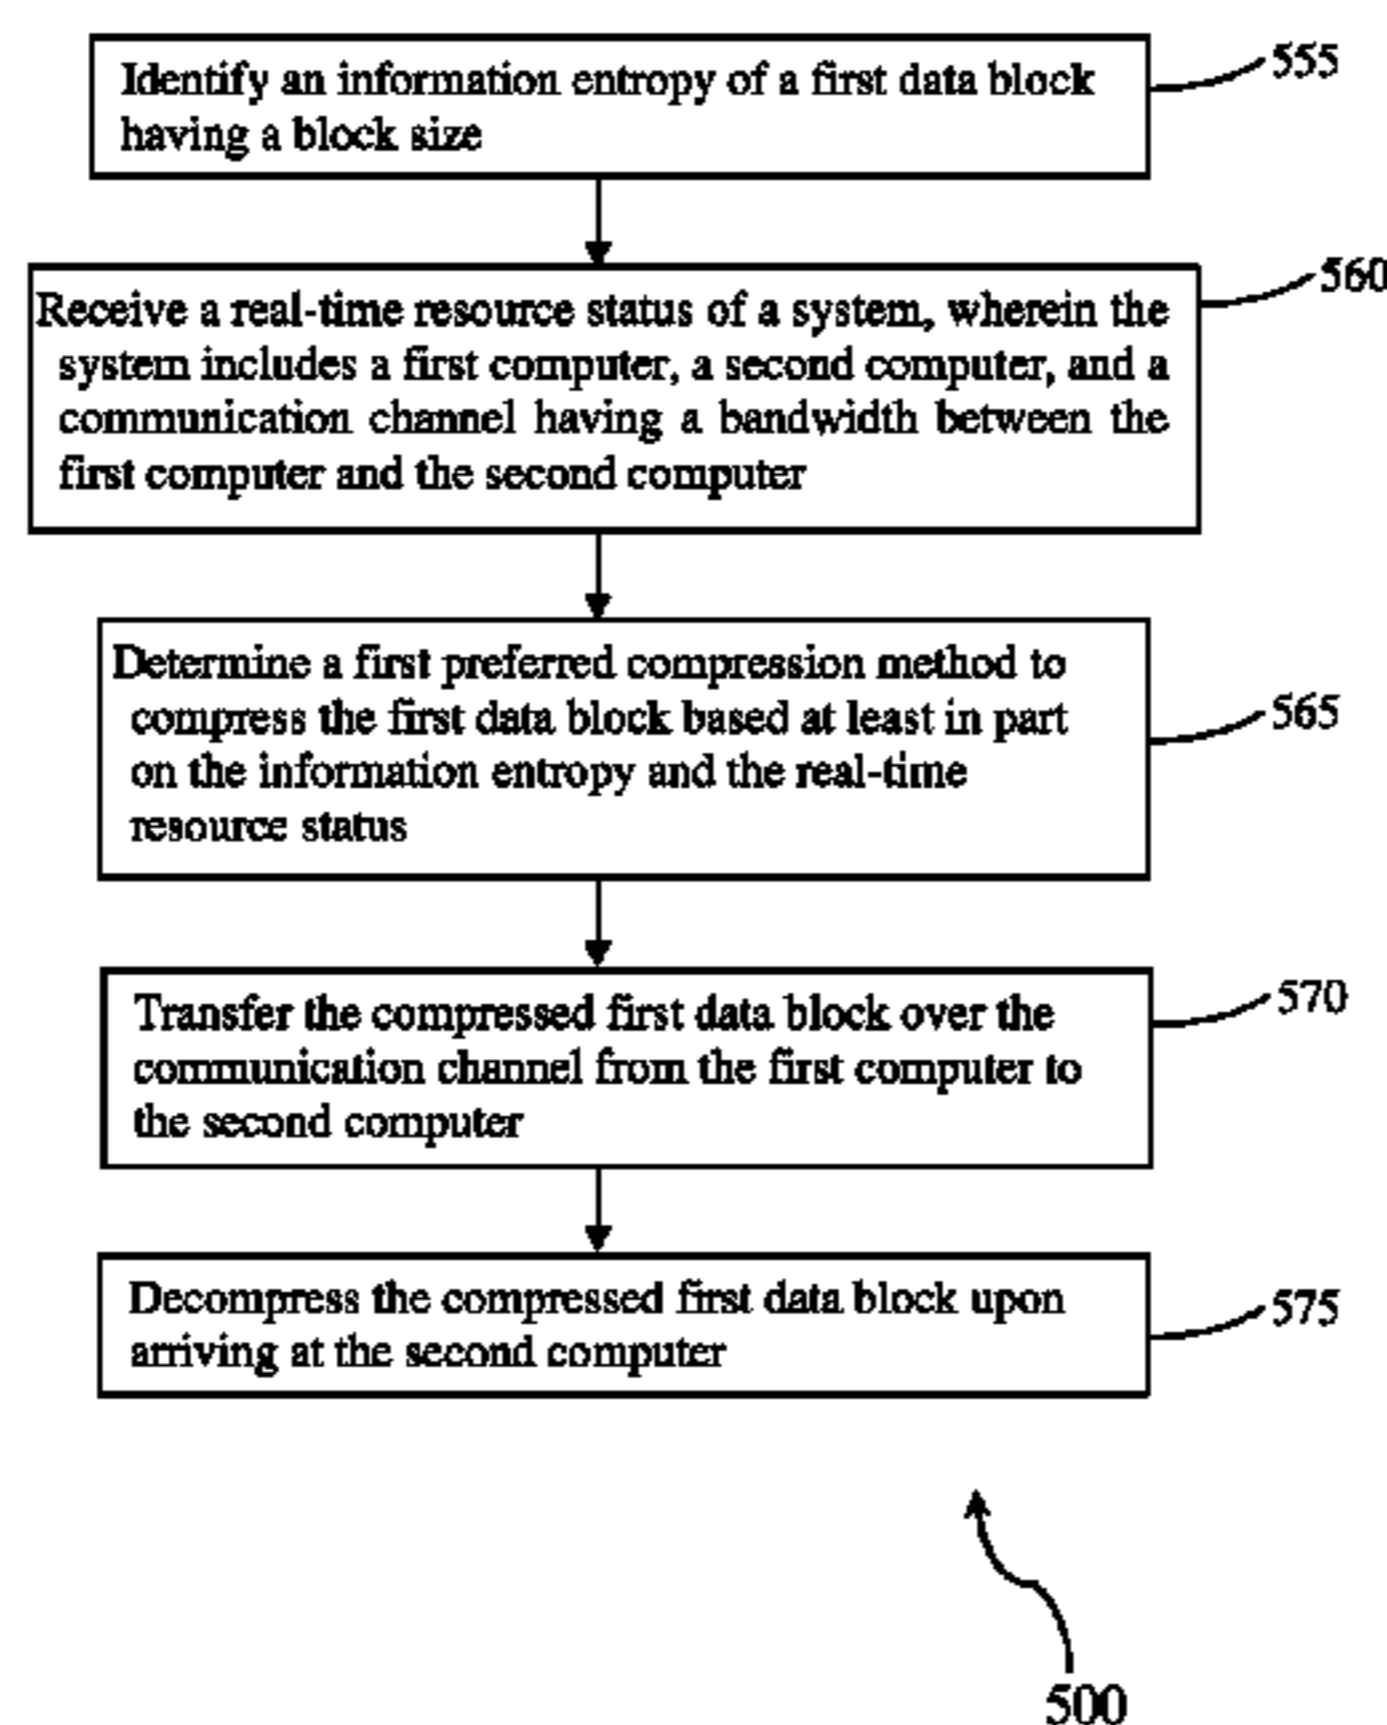 Identify an information entropy of a first data block
having a block size
555
Receive a real-time resource status of a system, wherein the
system includes a first computer, a second computer, and a
communication channel having a bandwidth between the
first computer and the second computer
560
Determine a first preferred compression method to
compress the first data block based at least in part
on the information entropy and the real-time
resource status
565
Transfer the compressed first data block over the
communication channel from the first computer to
the second computer
570
Decompress the compressed first data block upon
arriving at the second computer
575
500